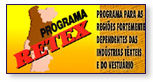 PROGRAMA
RETEX
PROGRAMA PARA AS
REGIÕES FORTEMENTE
DEPENDENTES DAS
INDÚSTRIAS TÊXTEIS
E DO VESTUÁRIO